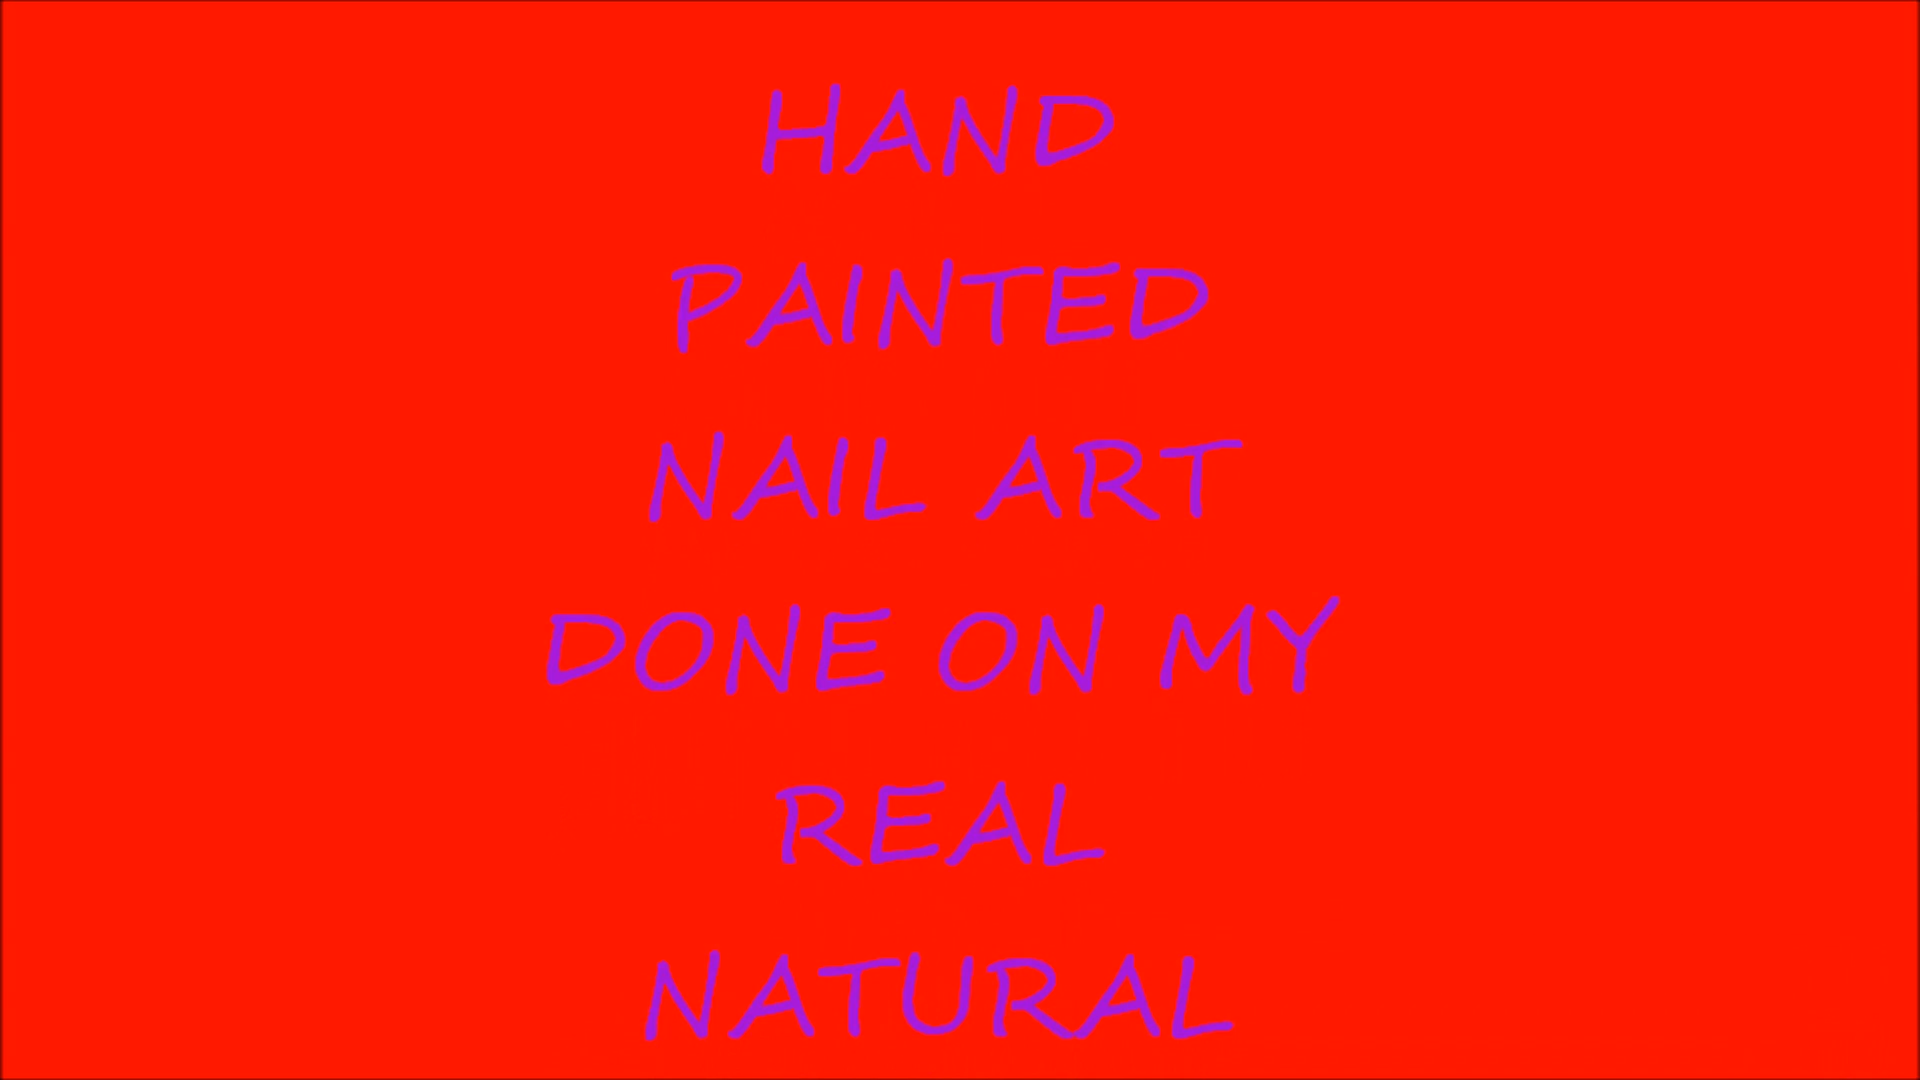 HAND
PAINTED
NAIL ART
DONE ON MY
REAL
NATURAL